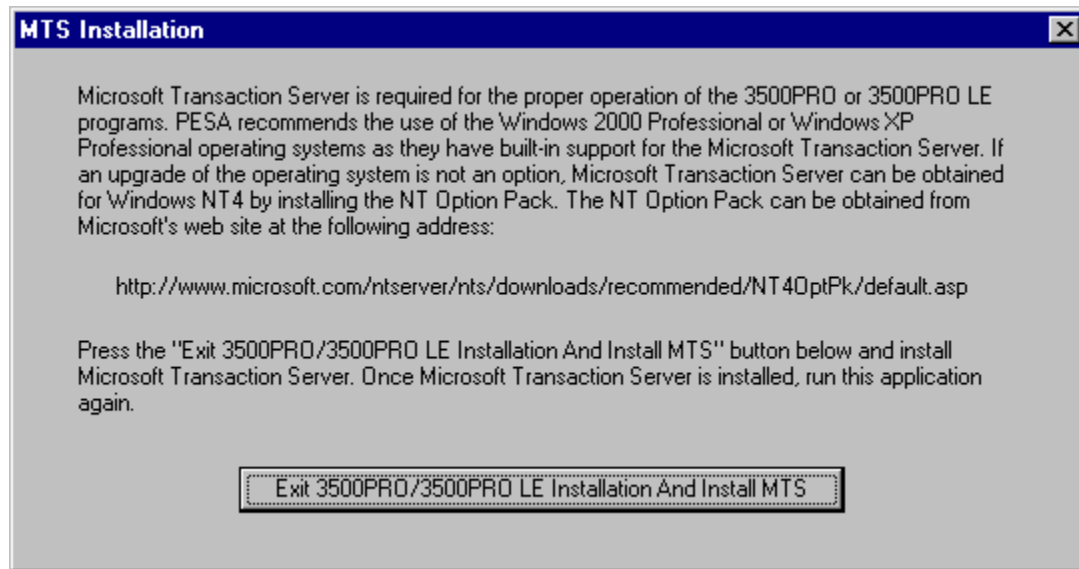 MTS Installation
Microsoft Transaction Server is required for the proper operation of the 3500PRO or 3500PRO LE
programs. PESA recommends the use of the Windows 2000 Professional or Windows XP
Professional operating systems as they have built-in support for the Microsoft Transaction Server. If
an upgrade of the operating system is not an option, Microsoft Transaction Server can be obtained
for Windows NT4 by installing the NT Option Pack. The NT Option Pack can be obtained from
Microsoft's web site at the following address:
http://www.microsoft.com/ntserver/nts/downloads/recommended/NT4OptPk/default.asp
Press the "Exit 3500PRO/3500PRO LE Installation And Install MTS" button below and install
Microsoft Transaction Server. Once Microsoft Transaction Server is installed, run this application
again.
Exit 3500PRO/3500PRO LE Installation And Install MTS